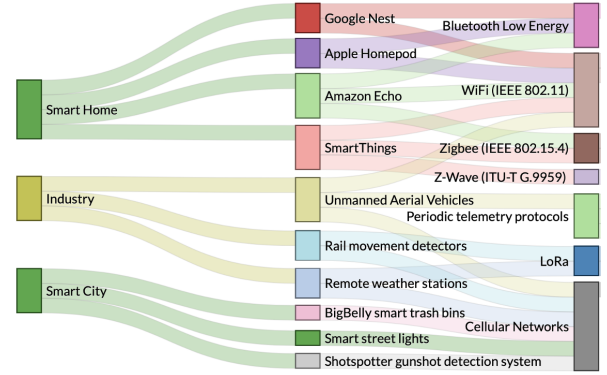 Google Nest
Bluetooth Low Energy
Apple Homepod
Amazon Echo
WiFi (IEEE 802.11)
Smart Home
SmartThings
Zigbee (IEEE 802.15.4)
Z-Wave (ITU-T G.9959)
Industry
Unmanned Aerial Vehicles
Periodic telemetry protocols
Rail movement detectors
LoRa
Remote weather stations
Smart City
BigBelly smart trash bins
Cellular Networks
Smart street lights
Shotspotter gunshot detection system